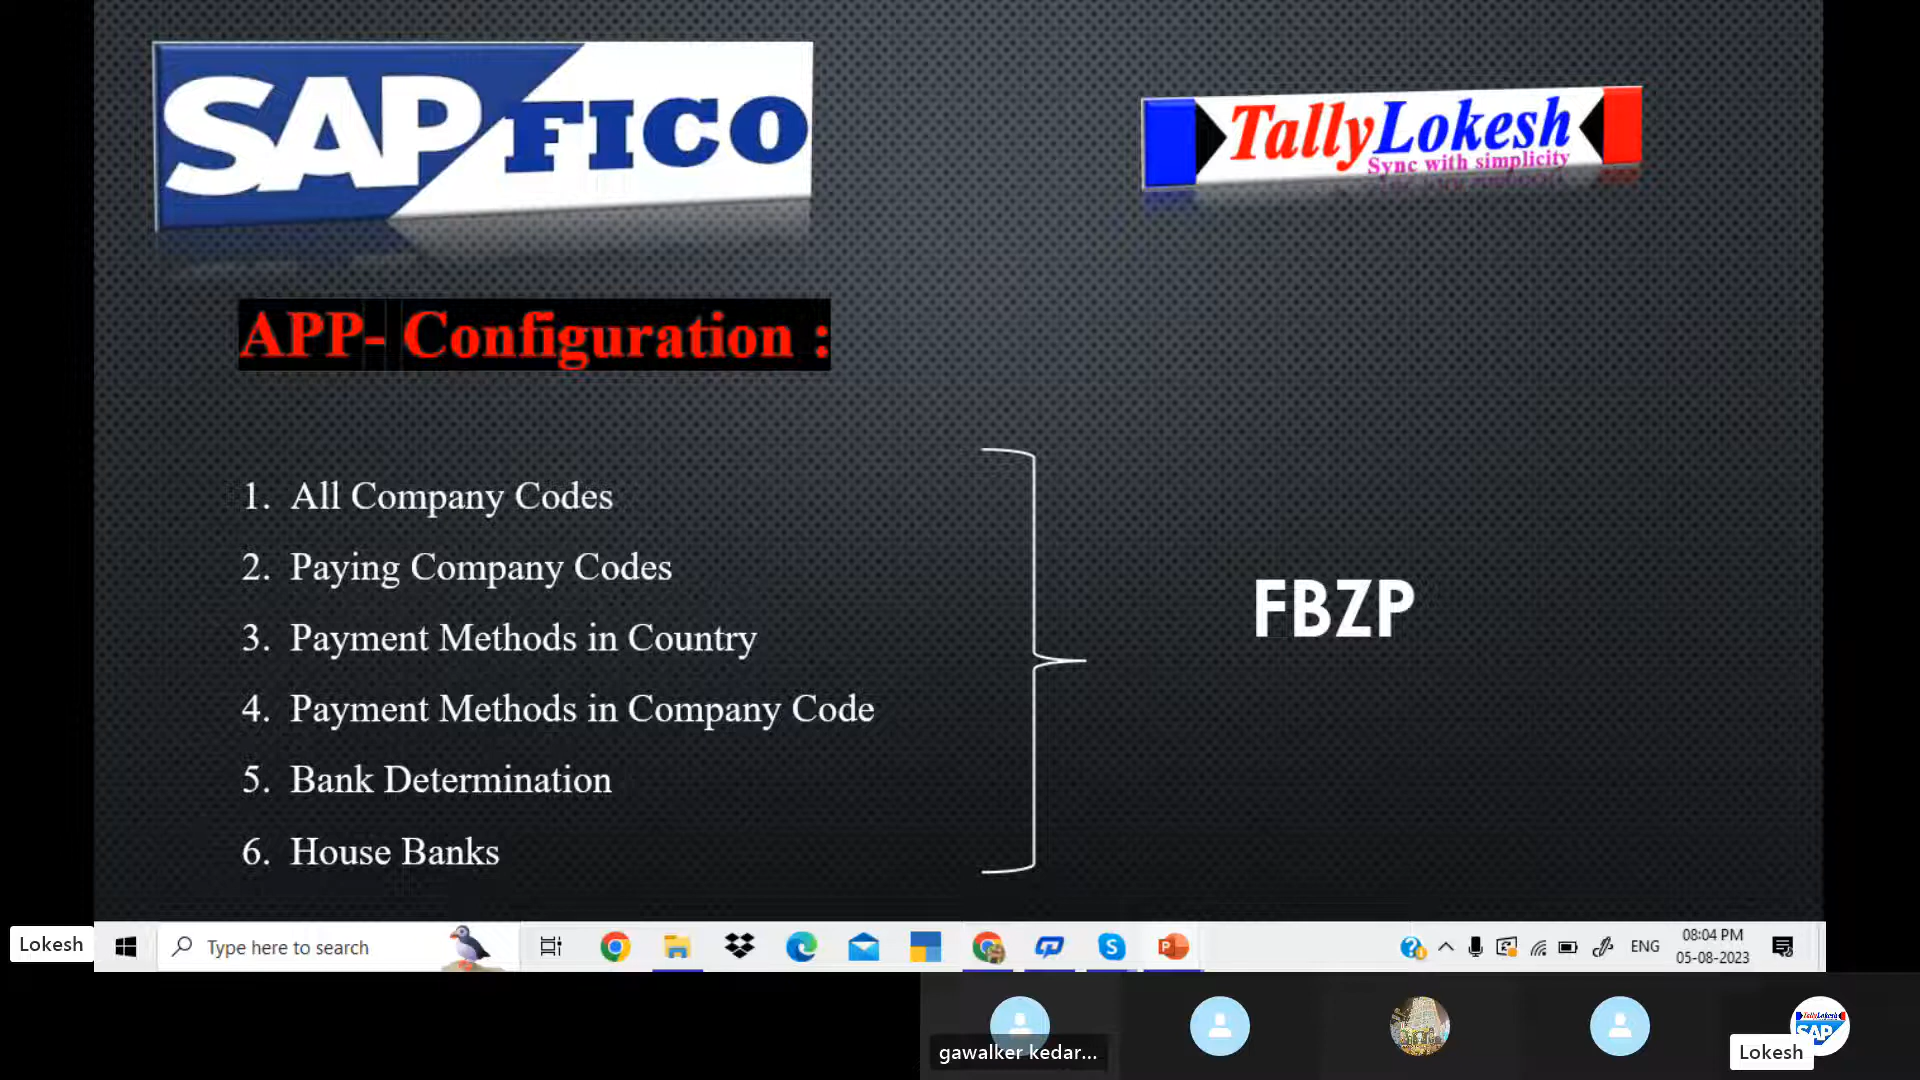 SAP FICO
TallyLokesh
Sync with simplicity
APP- Configuration :
1. All Company Codes
2. Paying Company Codes
3. Payment Methods in Country
4. Payment Methods in Company Code
5. Bank Determination
6. House Banks
FBZP
Lokesh
Type here to search
ENG
08:04 PM
05-08-2023
gawalker kedar...
Lokesh
TallyLokesh
SAP